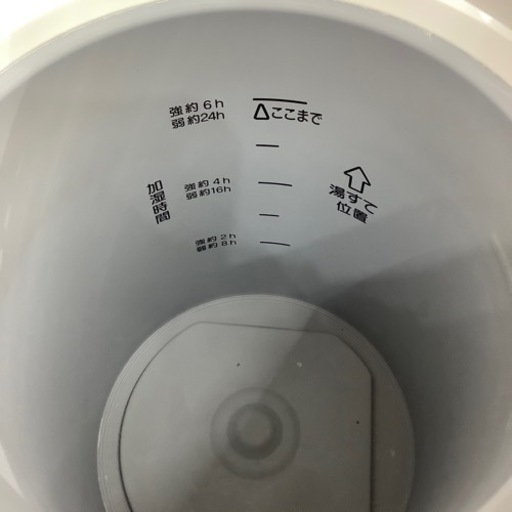 強 約 6 h
弱 約24h
△ここまで
加湿時間
強 約 4 h
弱 約16h
湯すて
位置
強 約 2 h
弱 約 8 h